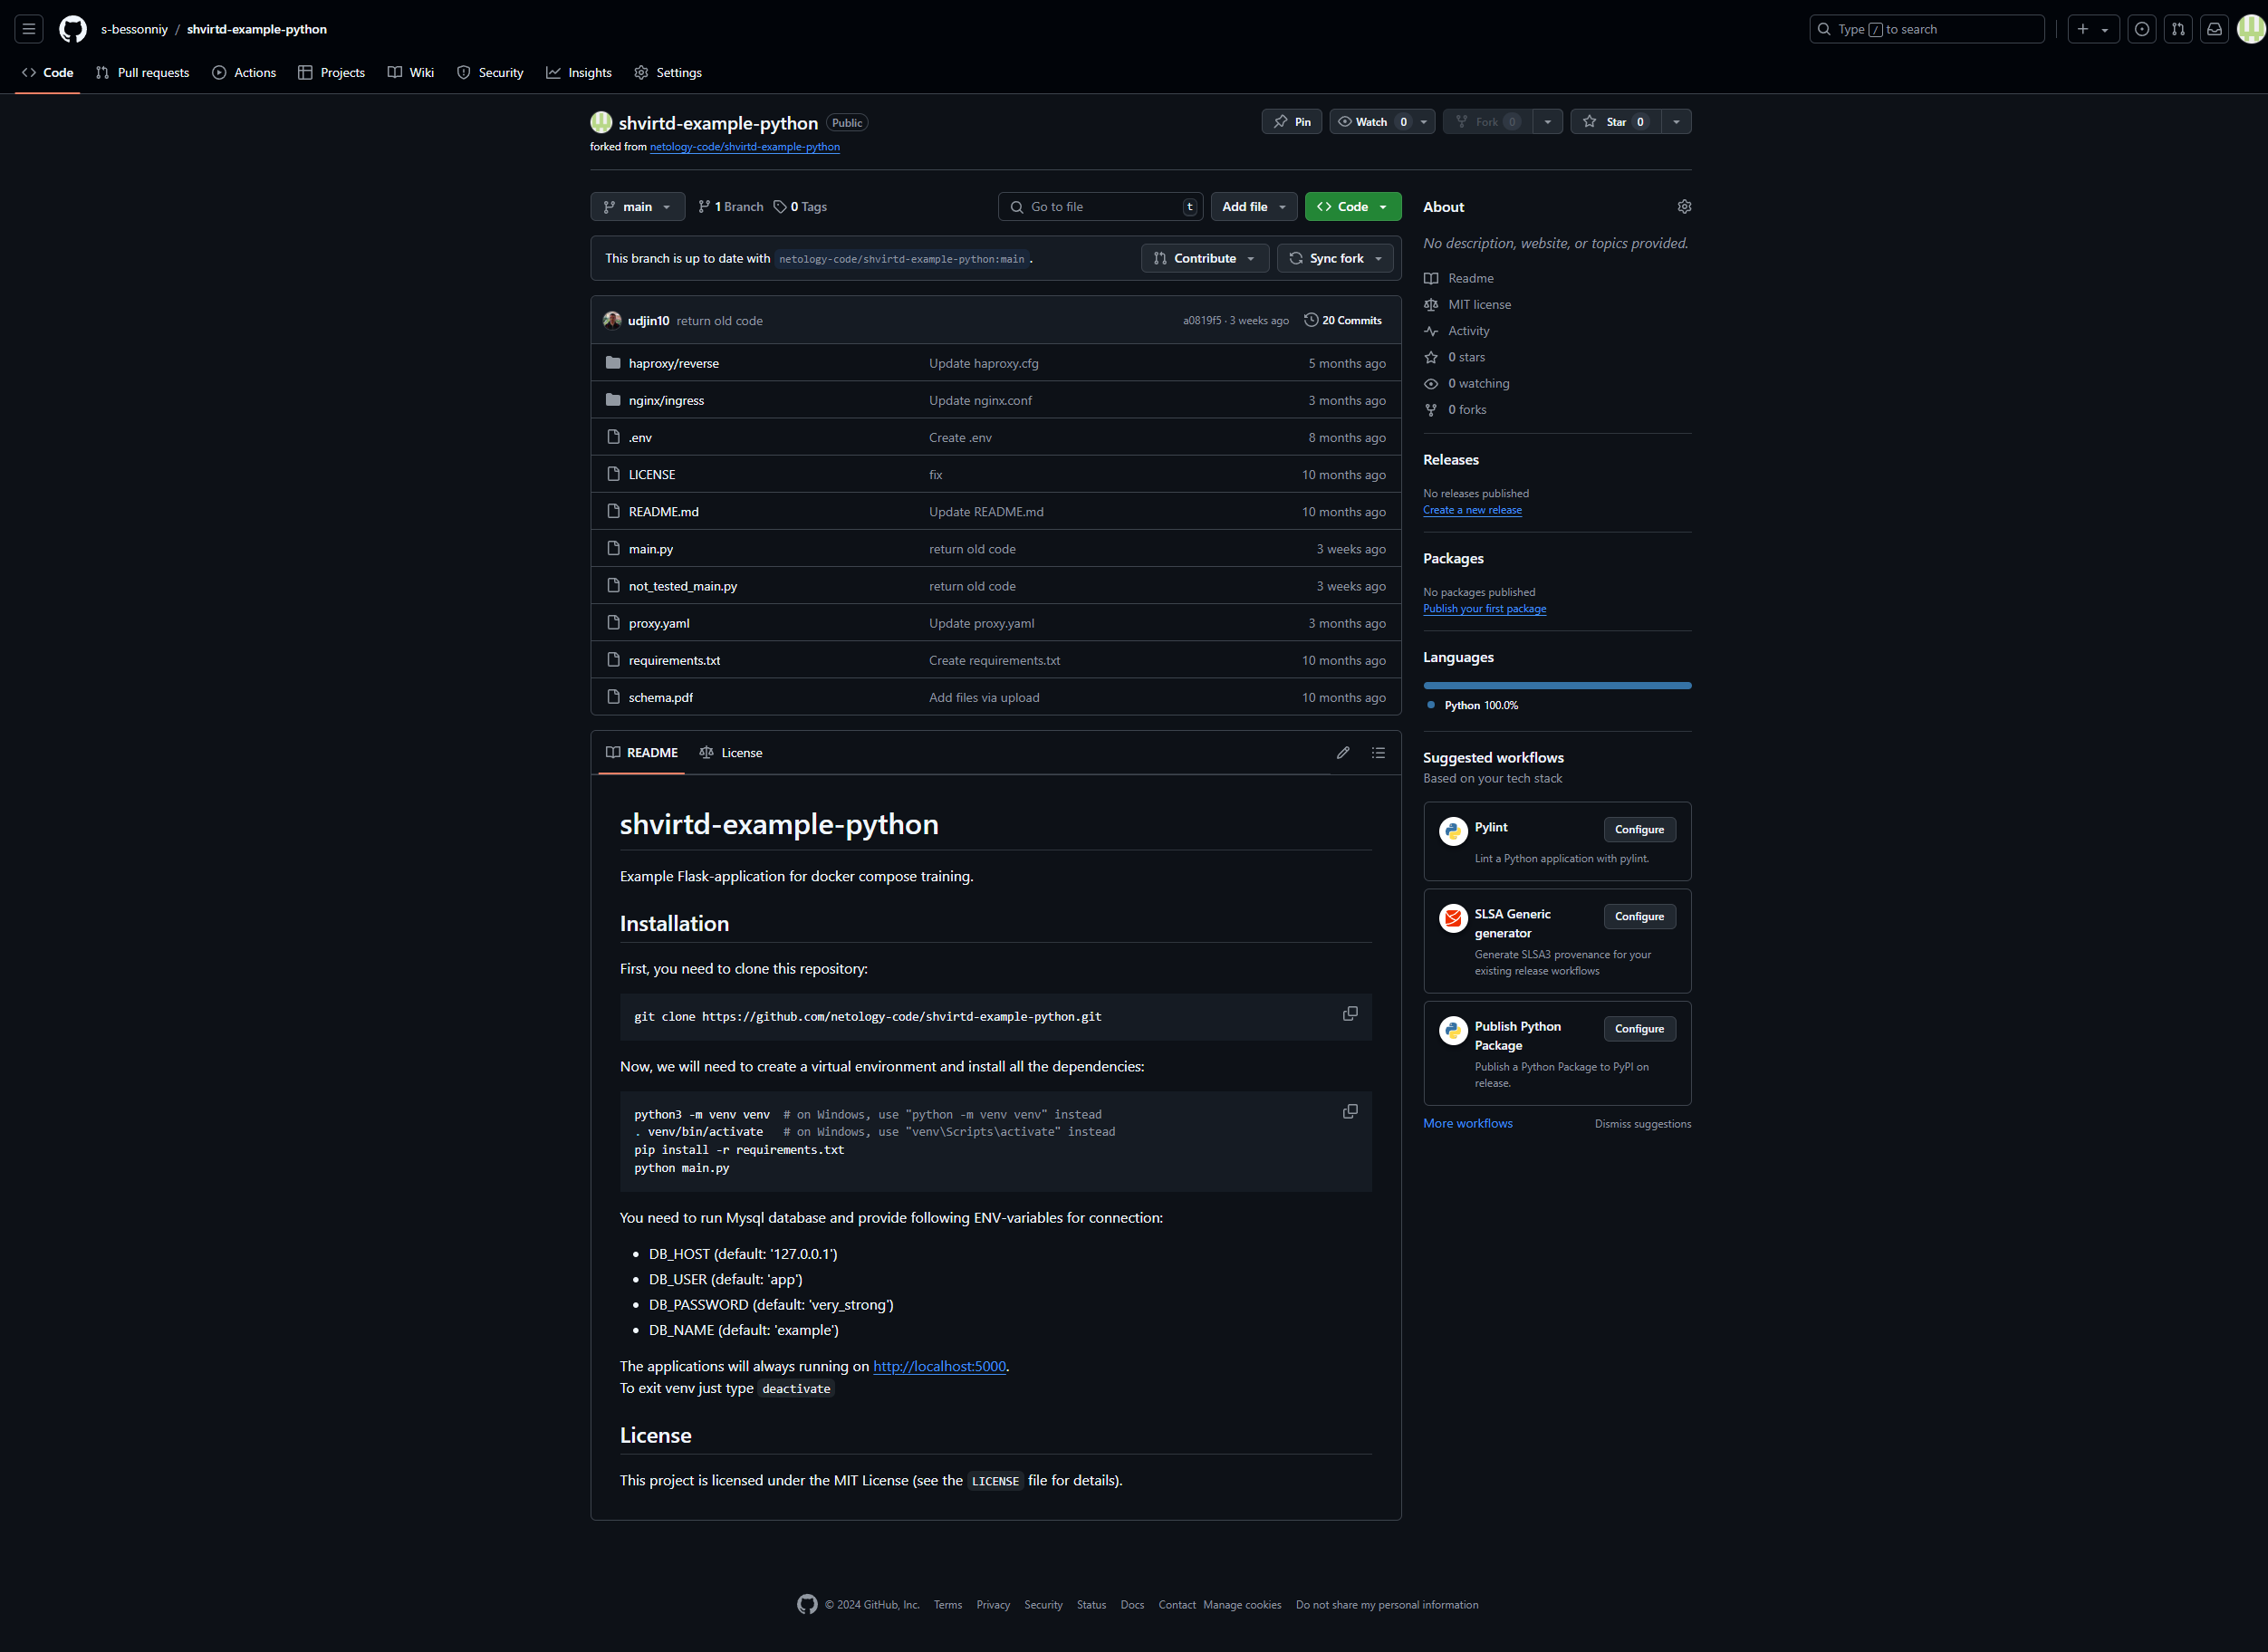 s-bessonniy / shvirtd-example-python
Type / to search
Code Pull requests Actions Projects Wiki Security Insights Settings
shvirtd-example-python Public
Pin Watch 0 Fork 0 Star 0
forked from netology-code/shvirtd-example-python
main 1 Branch 0 Tags Go to file t Add file Code
This branch is up to date with netology-code/shvirtd-example-python:main . Contribute Sync fork
udjin10 return old code a0819f5 · 3 weeks ago 20 Commits
haproxy/reverse Update haproxy.cfg 5 months ago
nginx/ingress Update nginx.conf 3 months ago
.env Create .env 8 months ago
LICENSE fix 10 months ago
README.md Update README.md 10 months ago
main.py return old code 3 weeks ago
not_tested_main.py return old code 3 weeks ago
proxy.yaml Update proxy.yaml 3 months ago
requirements.txt Create requirements.txt 10 months ago
schema.pdf Add files via upload 10 months ago
README License
shvirtd-example-python
Example Flask-application for docker compose training.
Installation
First, you need to clone this repository:
git clone https://github.com/netology-code/shvirtd-example-python.git
Now, we will need to create a virtual environment and install all the dependencies:
python3 -m venv venv  # on Windows, use "python -m venv venv" instead
. venv/bin/activate   # on Windows, use "venv\Scripts\activate" instead
pip install -r requirements.txt
python main.py
You need to run Mysql database and provide following ENV-variables for connection:
• DB_HOST (default: '127.0.0.1')
• DB_USER (default: 'app')
• DB_PASSWORD (default: 'very_strong')
• DB_NAME (default: 'example')
The applications will always running on http://localhost:5000.
To exit venv just type deactivate
License
This project is licensed under the MIT License (see the LICENSE file for details).
About
No description, website, or topics provided.
Readme
MIT license
Activity
0 stars
0 watching
0 forks
Releases
No releases published
Create a new release
Packages
No packages published
Publish your first package
Languages
Python 100.0%
Suggested workflows
Based on your tech stack
Pylint Configure
Lint a Python application with pylint.
SLSA Generic
generator
Configure
Generate SLSA3 provenance for your
existing release workflows
Publish Python
Package
Configure
Publish a Python Package to PyPI on
release.
More workflows Dismiss suggestions
© 2024 GitHub, Inc. Terms Privacy Security Status Docs Contact Manage cookies Do not share my personal information